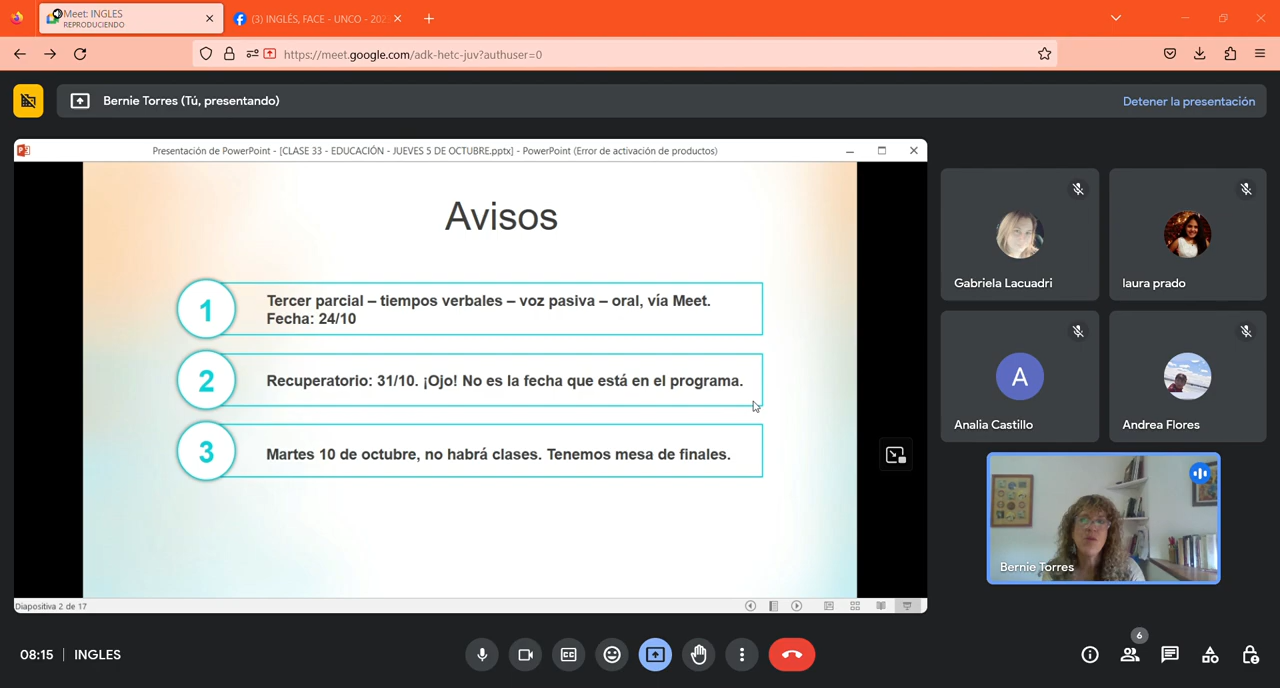 Meet: INGLES
REPRODUCIENDO
(3) INGLÉS, FACE - UNCO - 202
https://meet.google.com/adk-hetc-juv?authuser=0
Bernie Torres (Tú, presentando)
Detener la presentación
Presentación de PowerPoint - [CLASE 33 - EDUCACIÓN - JUEVES 5 DE OCTUBRE.pptx] - PowerPoint (Error de activación de productos)
Avisos
1
Tercer parcial – tiempos verbales – voz pasiva – oral, vía Meet.
Fecha: 24/10
2
Recuperatorio: 31/10. ¡Ojo! No es la fecha que está en el programa.
3
Martes 10 de octubre, no habrá clases. Tenemos mesa de finales.
Diapositiva 2 de 17
Gabriela Lacuadri
laura prado
A
Analia Castillo
Andrea Flores
Bernie Torres
08:15 | INGLES
6